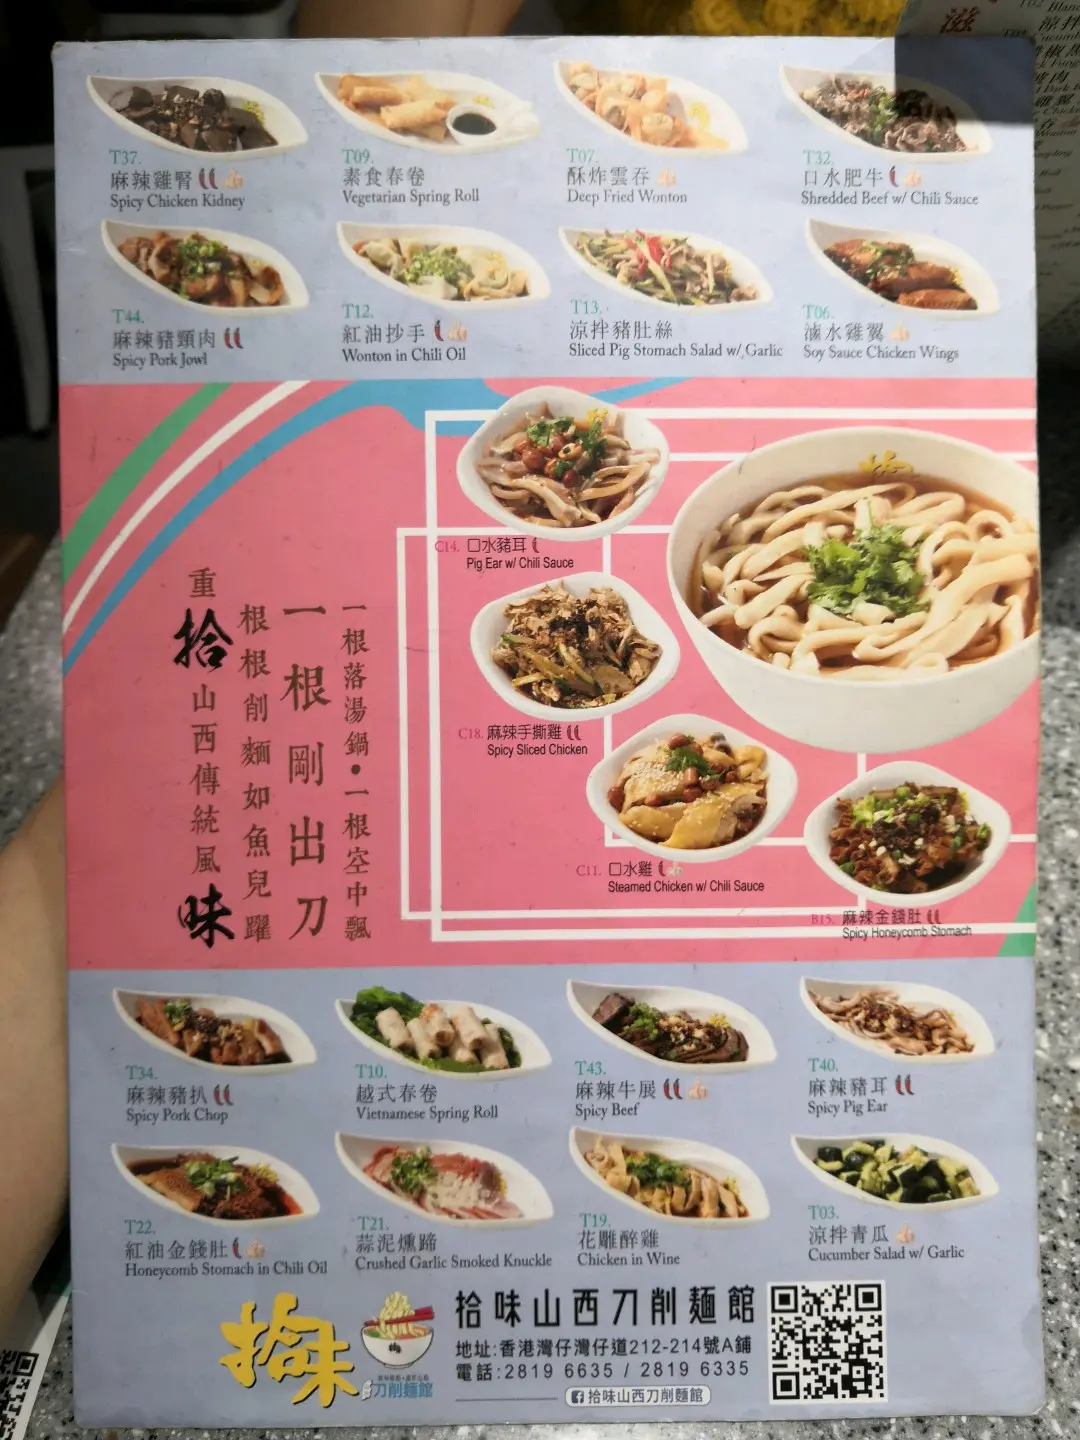 T37.
麻辣雞腎
Spicy Chicken Kidney
T09.
素食春卷
Vegetarian Spring Roll
T07.
酥炸雲吞
Deep Fried Wonton
T32.
口水肥牛
Shredded Beef w/ Chili Sauce
T44.
麻辣豬頸肉
Spicy Pork Jowl
T12.
紅油抄手
Wonton in Chili Oil
T13.
涼拌豬肚絲
Sliced Pig Stomach Salad w/ Garlic
T06.
滷水雞翼
Soy Sauce Chicken Wings
C14. 口水豬耳
Pig Ear w/ Chili Sauce
C18. 麻辣手撕雞
Spicy Sliced Chicken
C11. 口水雞
Steamed Chicken w/ Chili Sauce
B15. 麻辣金錢肚
Spicy Honeycomb Stomach
一根落湯鍋•一根空中飄
一根剛出刀
根根削麵如魚兒躍
重拾山西傳統風味
T34.
麻辣豬扒
Spicy Pork Chop
T10.
越式春卷
Vietnamese Spring Roll
T43.
麻辣牛展
Spicy Beef
T40.
麻辣豬耳
Spicy Pig Ear
T22.
紅油金錢肚
Honeycomb Stomach in Chili Oil
T21.
蒜泥燻蹄
Crushed Garlic Smoked Knuckle
T19.
花雕醉雞
Chicken in Wine
T03.
涼拌青瓜
Cucumber Salad w/ Garlic
拾味
刀削麵館
拾味山西刀削麵館
地址:香港灣仔灣仔道212-214號A鋪
電話:2819 6635 / 2819 6335
拾味山西刀削麵館